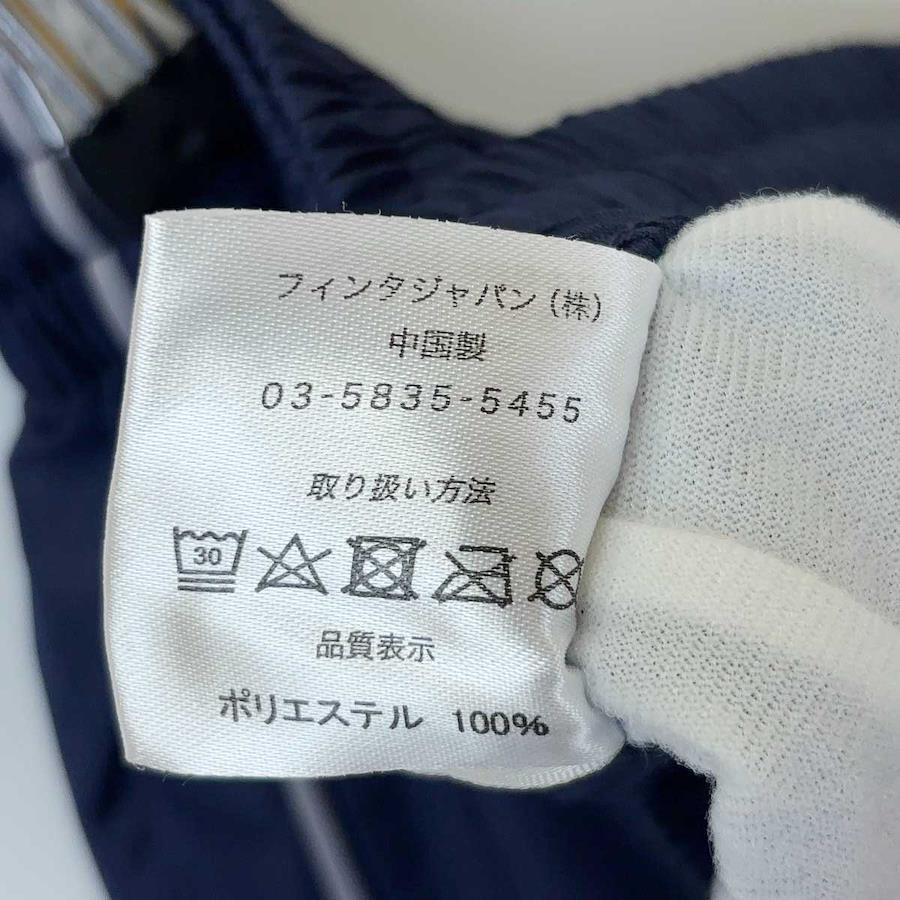 フィンタジャパン(株)
中国製
03-5835-5455
取り扱い方法
30
品質表示
ポリエステル 100%